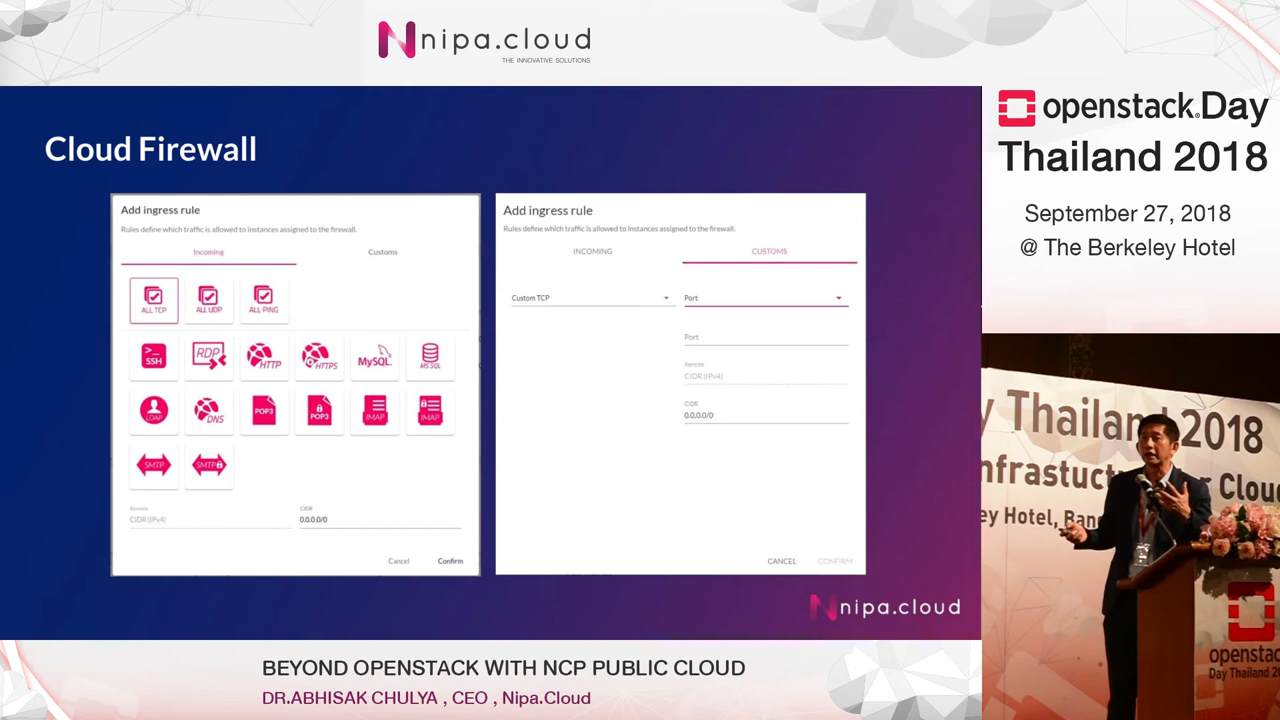 nipa.cloud
THE INNOVATIVE SOLUTIONS
openstack. Day
Thailand 2018
September 27, 2018
@ The Berkeley Hotel
Cloud Firewall
Add ingress rule
Rules define which traffic is allowed to instances assigned to the firewall.
Incoming
Customs
ALL TCP
ALL UDP
ALL PING
>_ SSH
RDP
HTTP
HTTPS
MySQL
MS SQL
LDAP
DNS
POP3
POP3
IMAP
IMAP
SMTP
SMTP
Remote
CIDR (IPv4)
CIDR
0.0.0.0/0
Cancel
Confirm
Add ingress rule
Rules define which traffic is allowed to instances assigned to the firewall.
INCOMING
CUSTOMS
Custom TCP
Port
Port
Remote
CIDR (IPv4)
CIDR
0.0.0.0/0
CANCEL
CONFIRM
nipa.cloud
y Thailand 2018
nfrastuct
Clou
ey Hotel, Ban
openstac
Day Thailand 20
BEYOND OPENSTACK WITH NCP PUBLIC CLOUD
DR.ABHISAK CHULYA , CEO , Nipa.Cloud